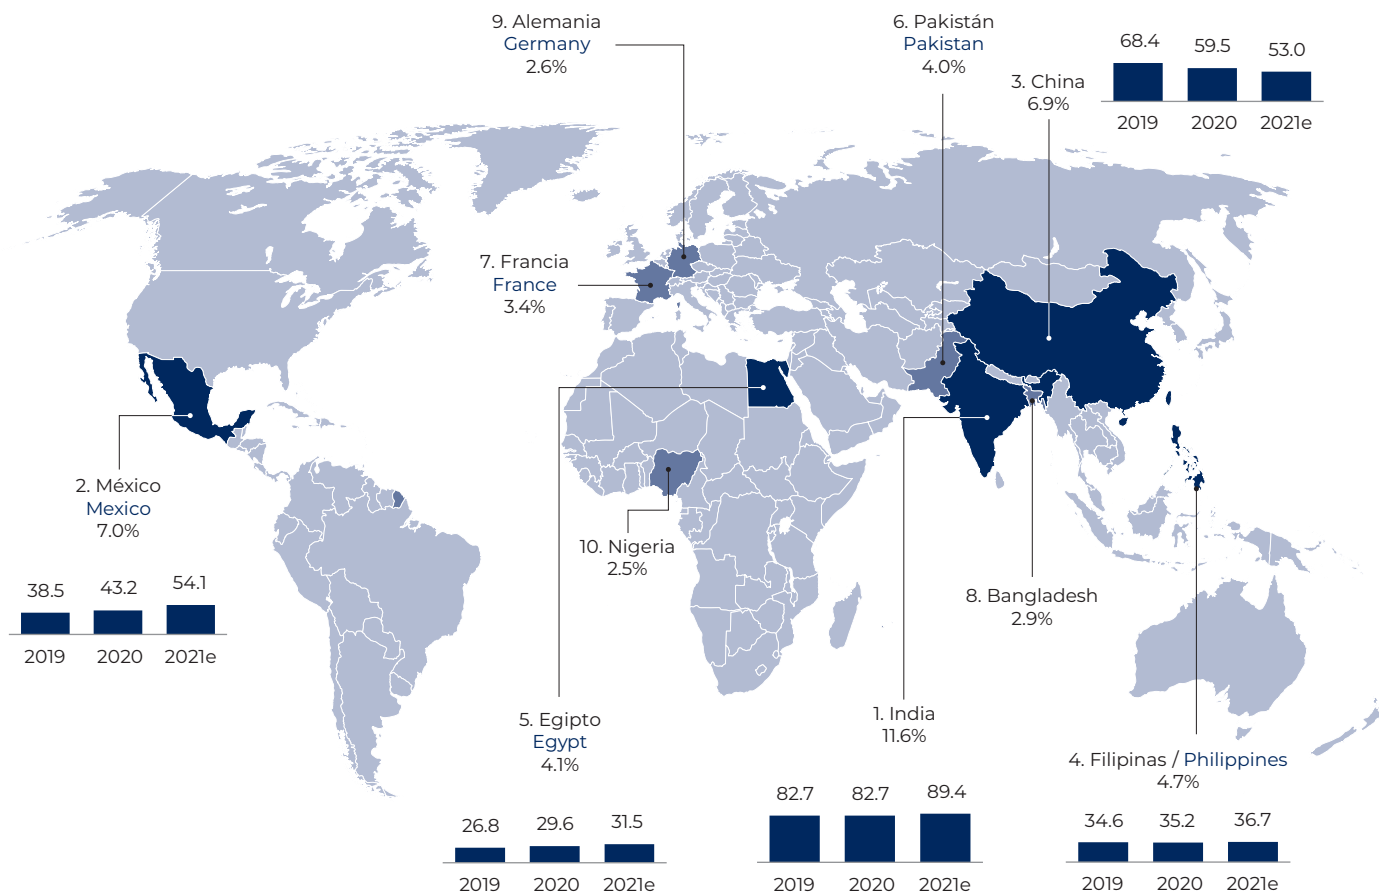 9. Alemania
Germany
2.6%
6. Pakistán
Pakistan
4.0%
3. China
6.9%
68.4 59.5 53.0
2019 2020 2021e
7. Francia
France
3.4%
2. México
Mexico
7.0%
38.5 43.2 54.1
2019 2020 2021e
10. Nigeria
2.5%
8. Bangladesh
2.9%
5. Egipto
Egypt
4.1%
26.8 29.6 31.5
2019 2020 2021e
1. India
11.6%
82.7 82.7 89.4
2019 2020 2021e
4. Filipinas / Philippines
4.7%
34.6 35.2 36.7
2019 2020 2021e